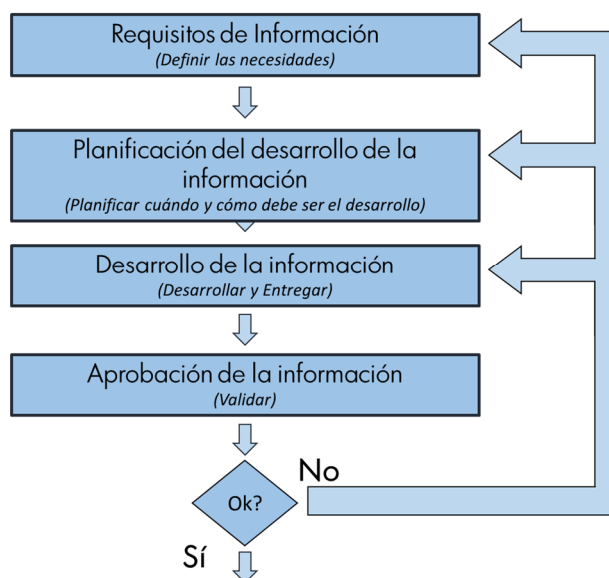 Requisitos de Información
(Definir las necesidades)
Planificación del desarrollo de la
información
(Planificar cuándo y cómo debe ser el desarrollo)
Desarrollo de la información
(Desarrollar y Entregar)
Aprobación de la información
(Validar)
No
Ok?
Sí